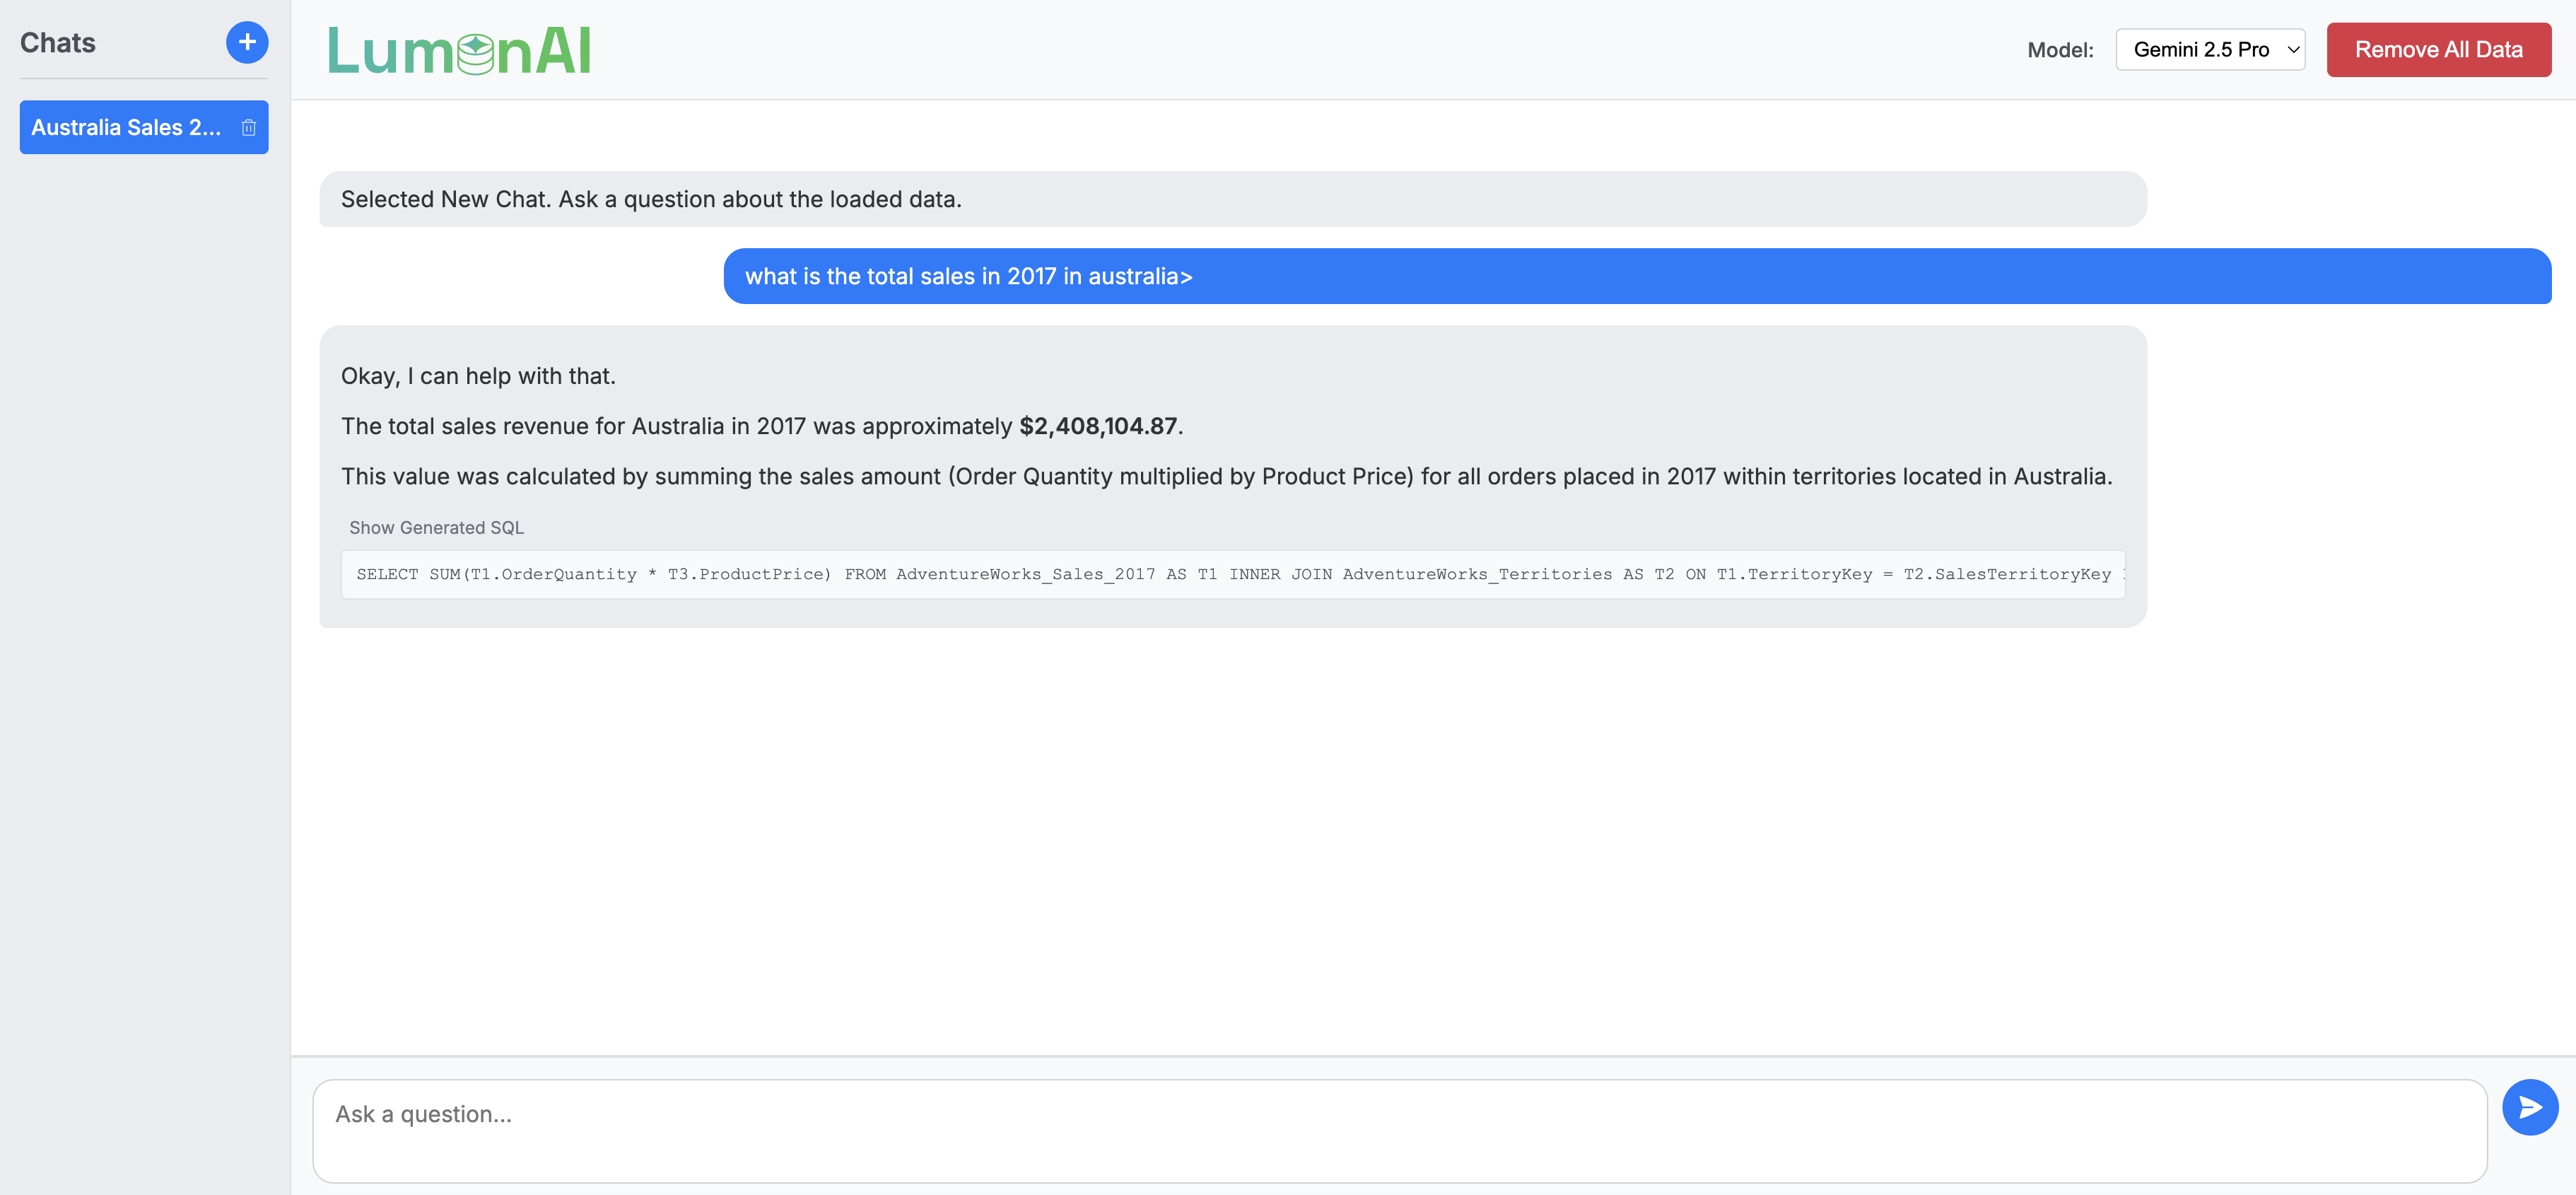 Chats
+
Australia Sales 2...
LumonAI
Model:
Gemini 2.5 Pro
Remove All Data
Selected New Chat. Ask a question about the loaded data.
what is the total sales in 2017 in australia>
Okay, I can help with that.
The total sales revenue for Australia in 2017 was approximately $2,408,104.87.
This value was calculated by summing the sales amount (Order Quantity multiplied by Product Price) for all orders placed in 2017 within territories located in Australia.
Show Generated SQL
SELECT SUM(T1.OrderQuantity * T3.ProductPrice) FROM AdventureWorks_Sales_2017 AS T1 INNER JOIN AdventureWorks_Territories AS T2 ON T1.TerritoryKey = T2.SalesTerritoryKey
Ask a question...